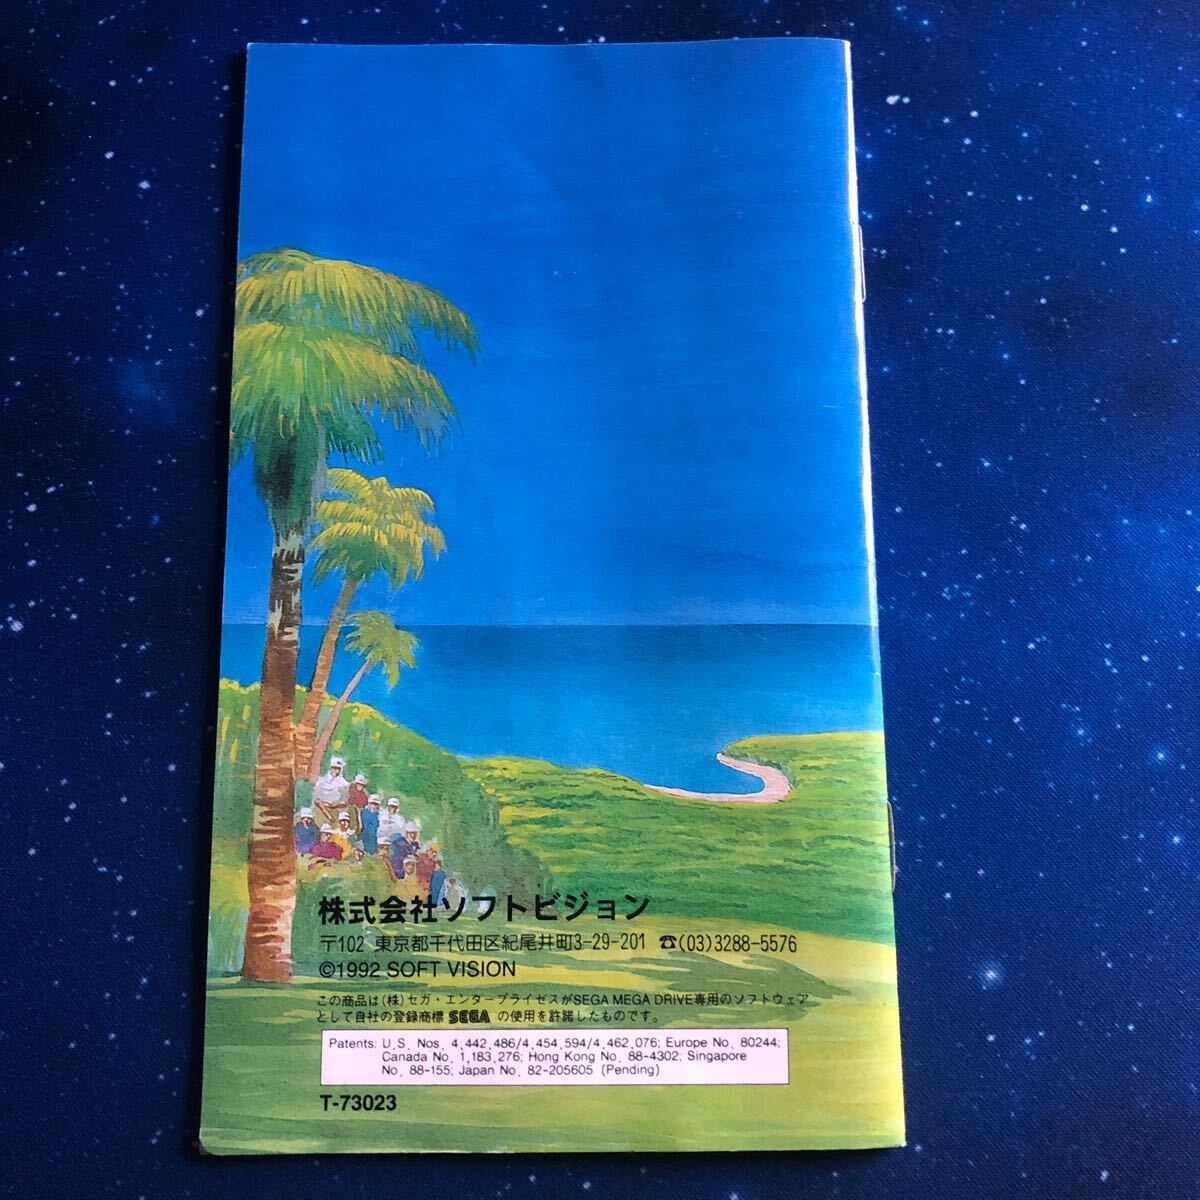 株式会社ソフトビジョン
〒102 東京都千代田区紀尾井町3-29-201 ☎(03)3288-5576
©1992 SOFT VISION
この商品は(株)セガ・エンタープライゼスがSEGA MEGA DRIVE専用のソフトウェア
として自社の登録商標 SEGA の使用を許諾したものです。
Patents: U.S. Nos. 4,442,486/4,454,594/4,462,076; Europe No. 80244;
Canada No. 1,183,276; Hong Kong No. 88-4302; Singapore
No. 88-155; Japan No. 82-205605 (Pending)
T-73023